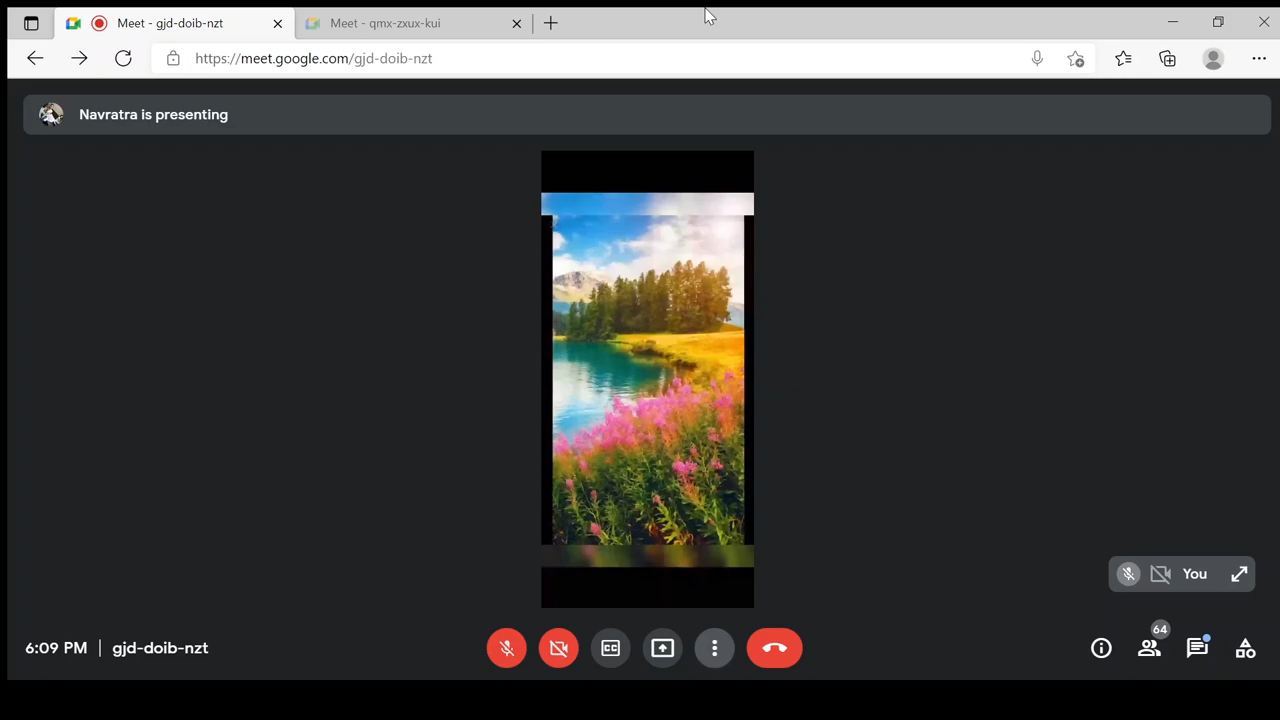 Meet - gjd-doib-nzt
Meet - qmx-zxux-kui
https://meet.google.com/gjd-doib-nzt
Navratra is presenting
You
64
6:09 PM | gjd-doib-nzt
CC